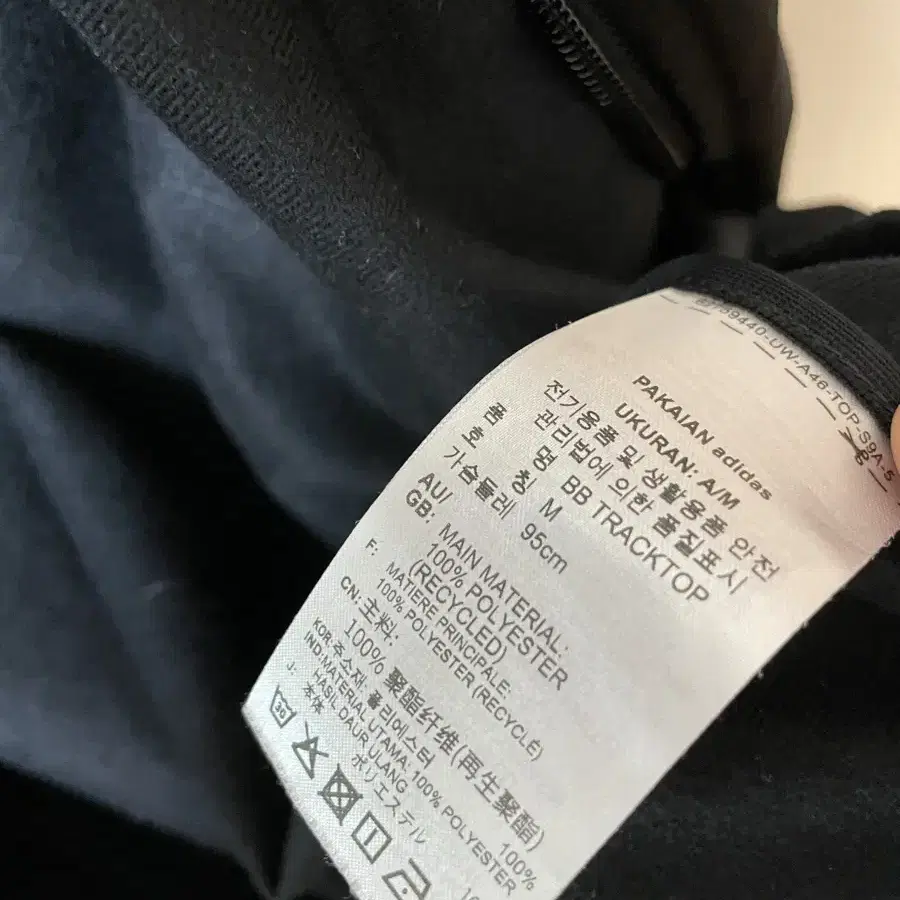 PAKAIAN adidas
UKURAN: A/M
전기용품 및 생활용품 안전
관리법에 의한 품질표시
품 명 BB TRACKTOP
호 칭 M
가슴둘레 95cm
AU/
GB: MAIN MATERIAL:
100% POLYESTER
(RECYCLED)
F: MATIERE PRINCIPALE:
100% POLYESTER (RECYCLÉ)
CN: 主料:
100% 聚酯纤维(再生聚酯)
KOR: 주소재: 폴리에스터 100%
IND: MATERIAL UTAMA: 100% POLYESTER
HASIL DAUR ULANG
J: 本体 ポリエステル
30